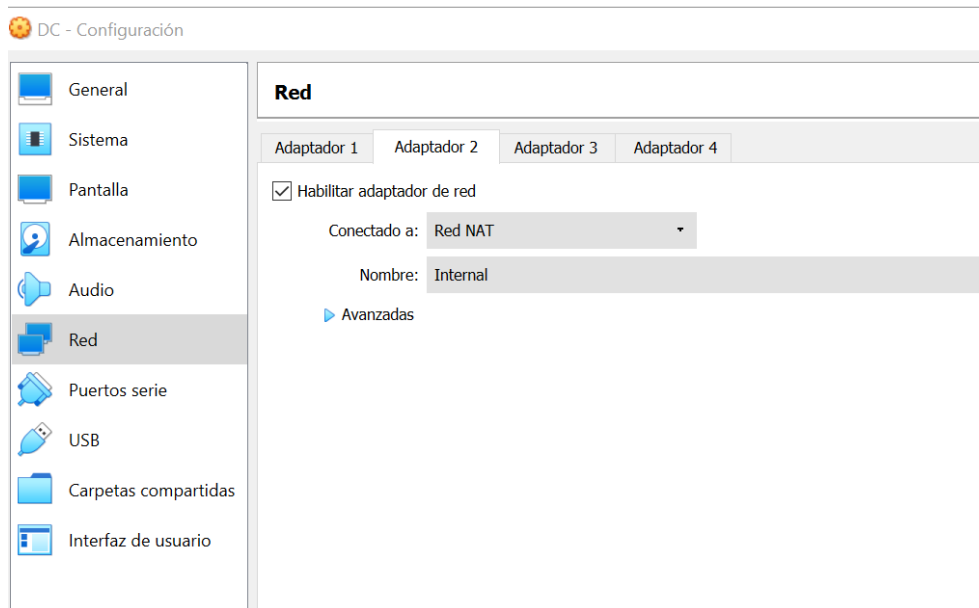 DC - Configuración
General
Sistema
Pantalla
Almacenamiento
Audio
Red
Puertos serie
USB
Carpetas compartidas
Interfaz de usuario
Red
Adaptador 1 Adaptador 2 Adaptador 3 Adaptador 4
Habilitar adaptador de red
Conectado a: Red NAT
Nombre: Internal
Avanzadas